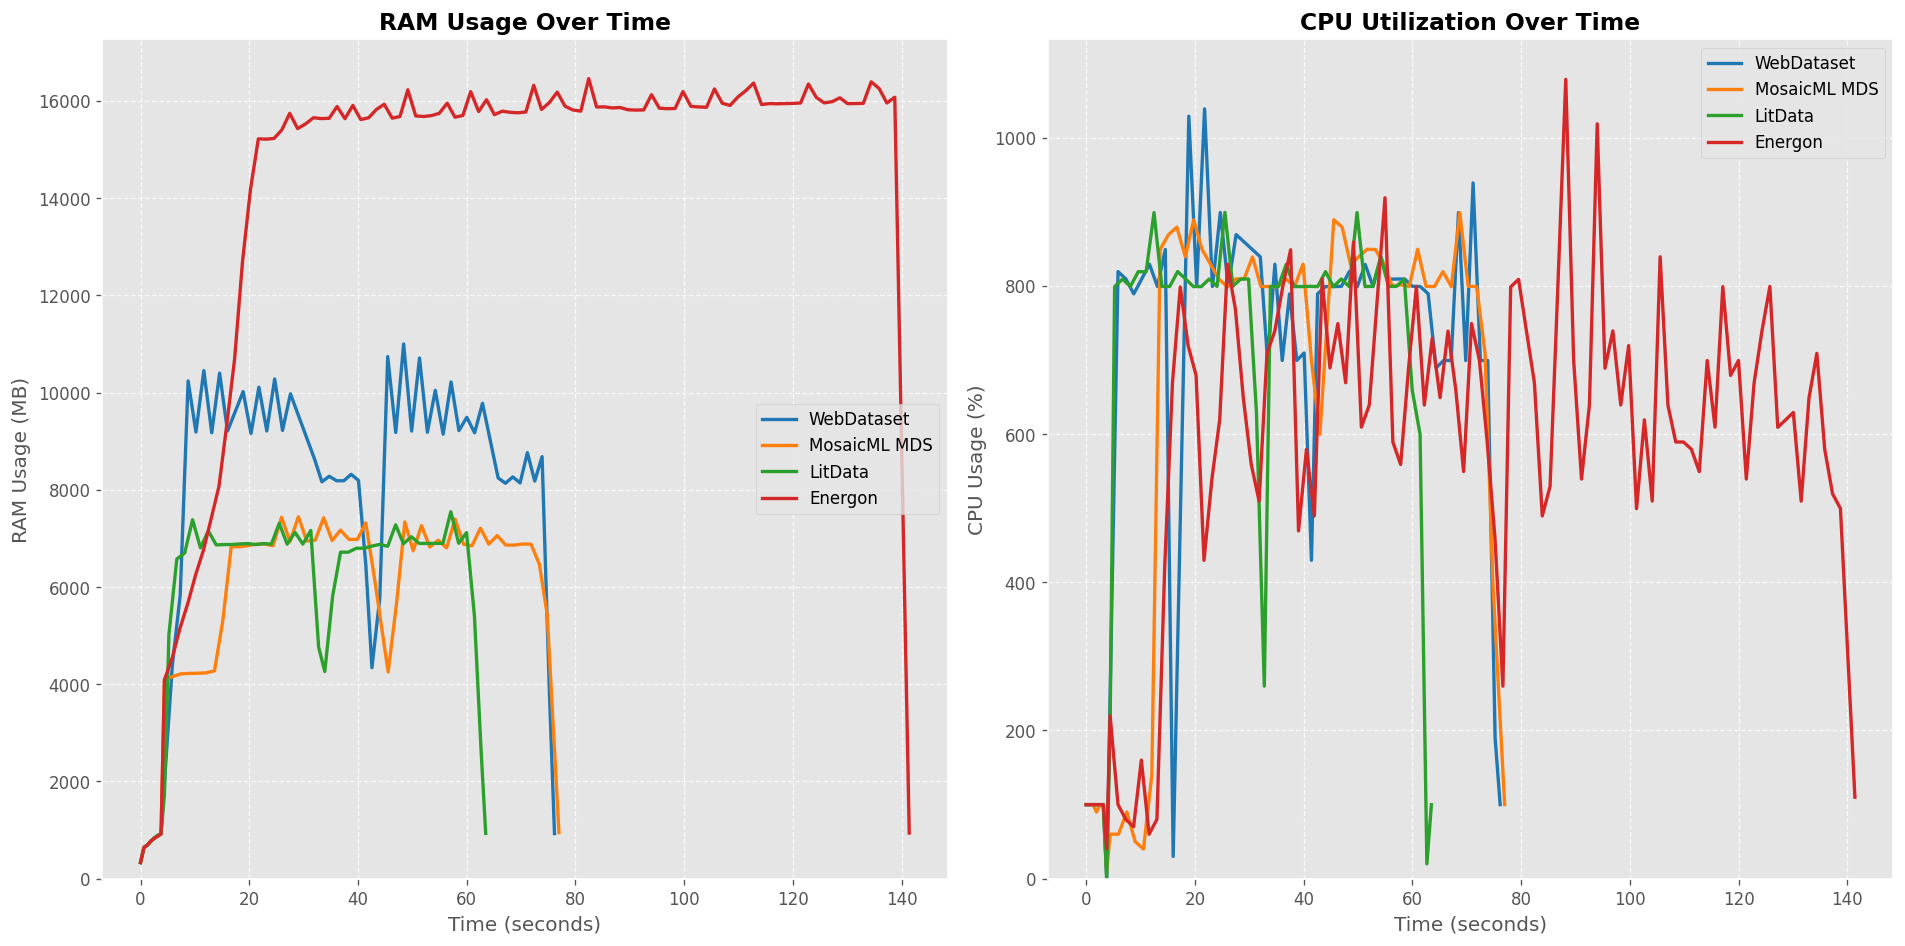 RAM Usage Over Time
RAM Usage (MB)
16000
14000
12000
10000
8000
6000
4000
2000
0
0 20 40 60 80 100 120 140
Time (seconds)
WebDataset
MosaicML MDS
LitData
Energon
CPU Utilization Over Time
CPU Usage (%)
1000
800
600
400
200
0
0 20 40 60 80 100 120 140
Time (seconds)
WebDataset
MosaicML MDS
LitData
Energon